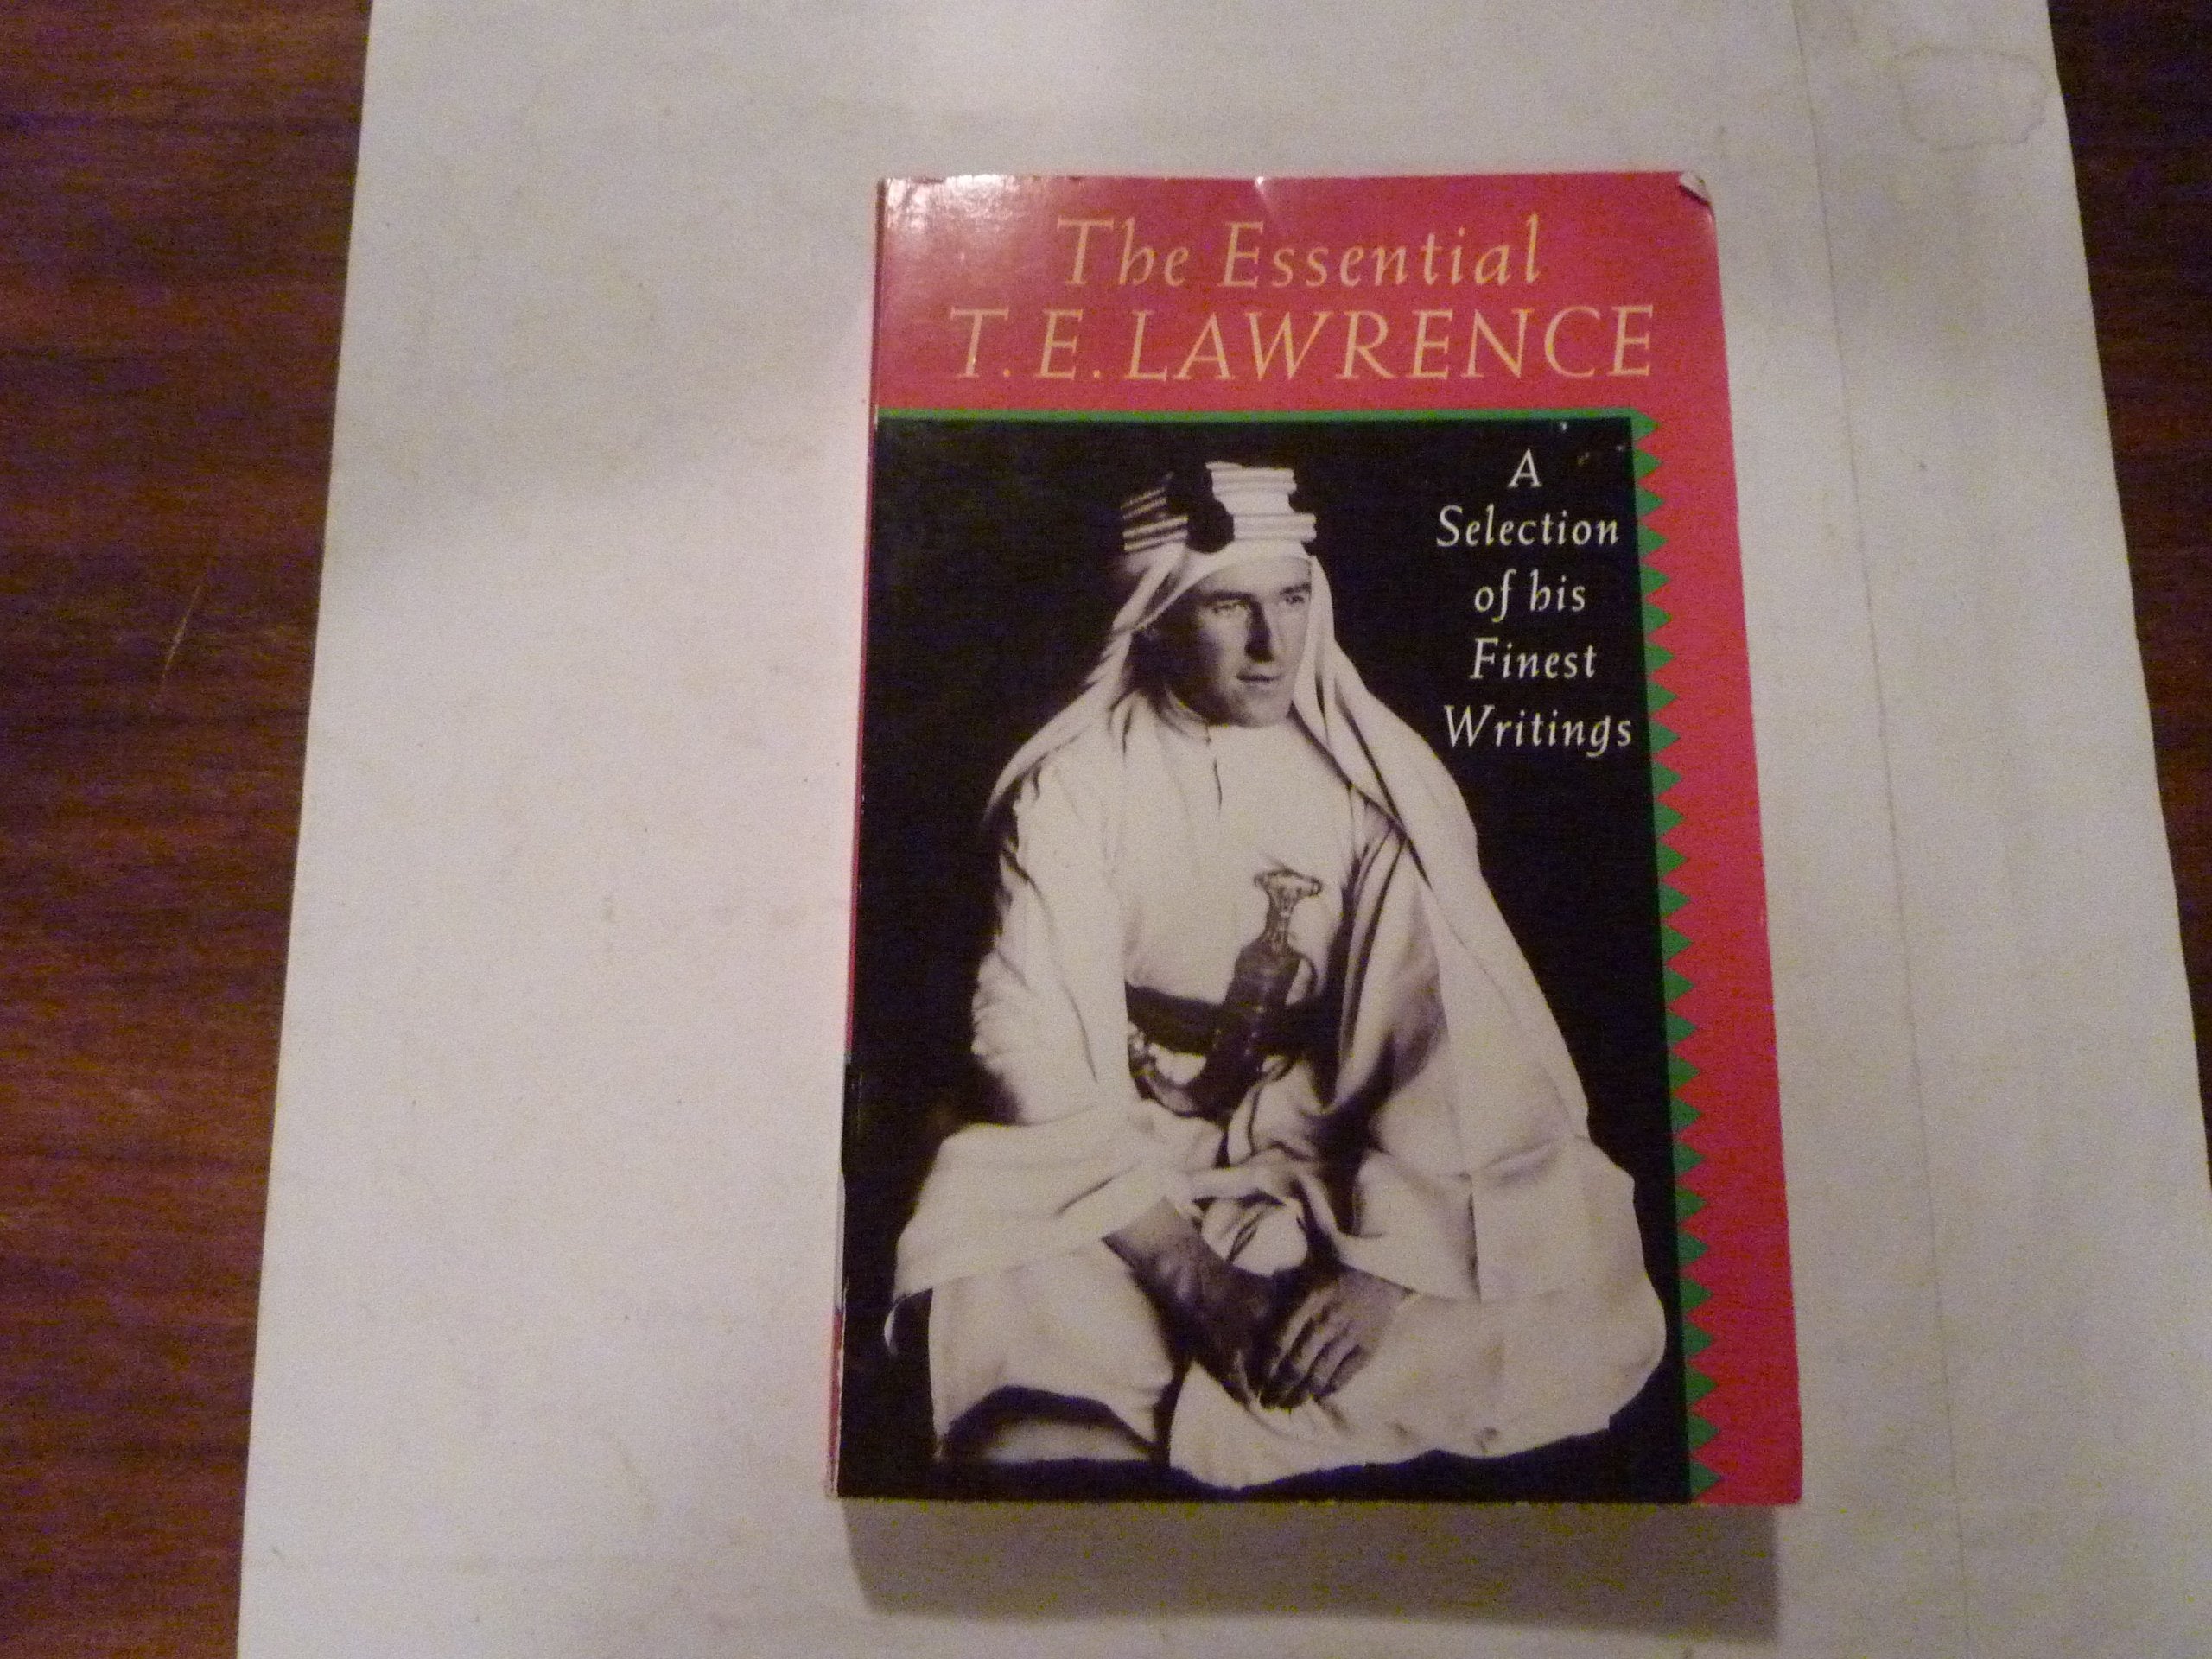 The Essential
T. E. LAWRENCE
A
Selection
of his
Finest
Writings